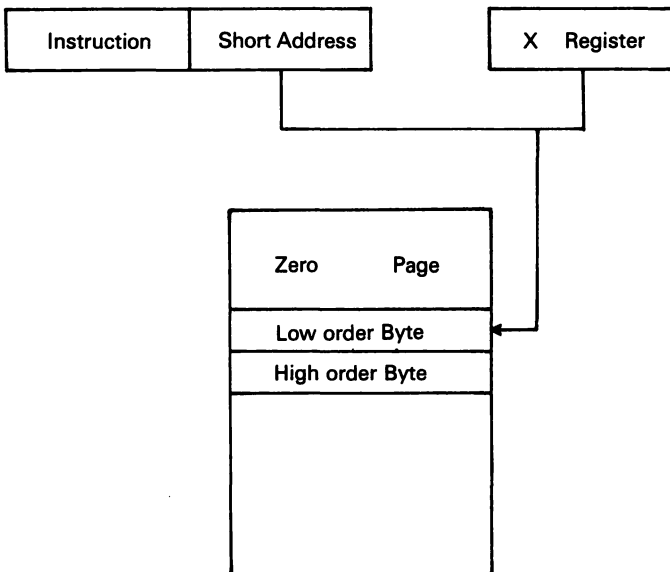 Instruction
Short Address
X Register
Zero Page
Low order Byte
High order Byte